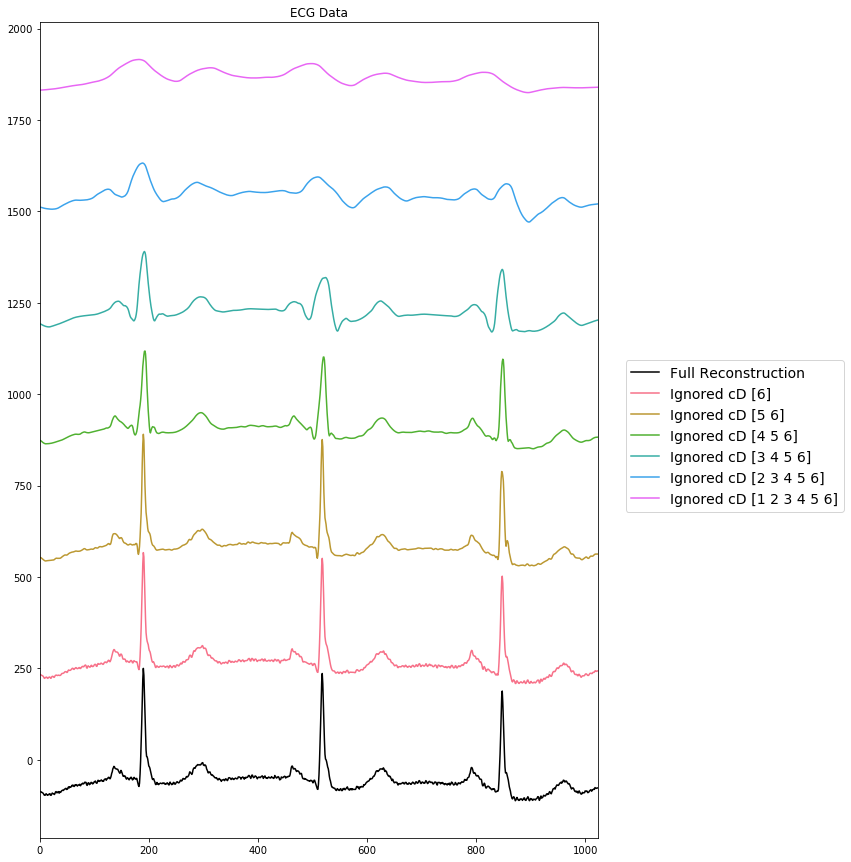 ECG Data
2000
1750
1500
1250
1000
750
500
250
0
0 200 400 600 800 1000
Full Reconstruction
Ignored cD [6]
Ignored cD [5 6]
Ignored cD [4 5 6]
Ignored cD [3 4 5 6]
Ignored cD [2 3 4 5 6]
Ignored cD [1 2 3 4 5 6]